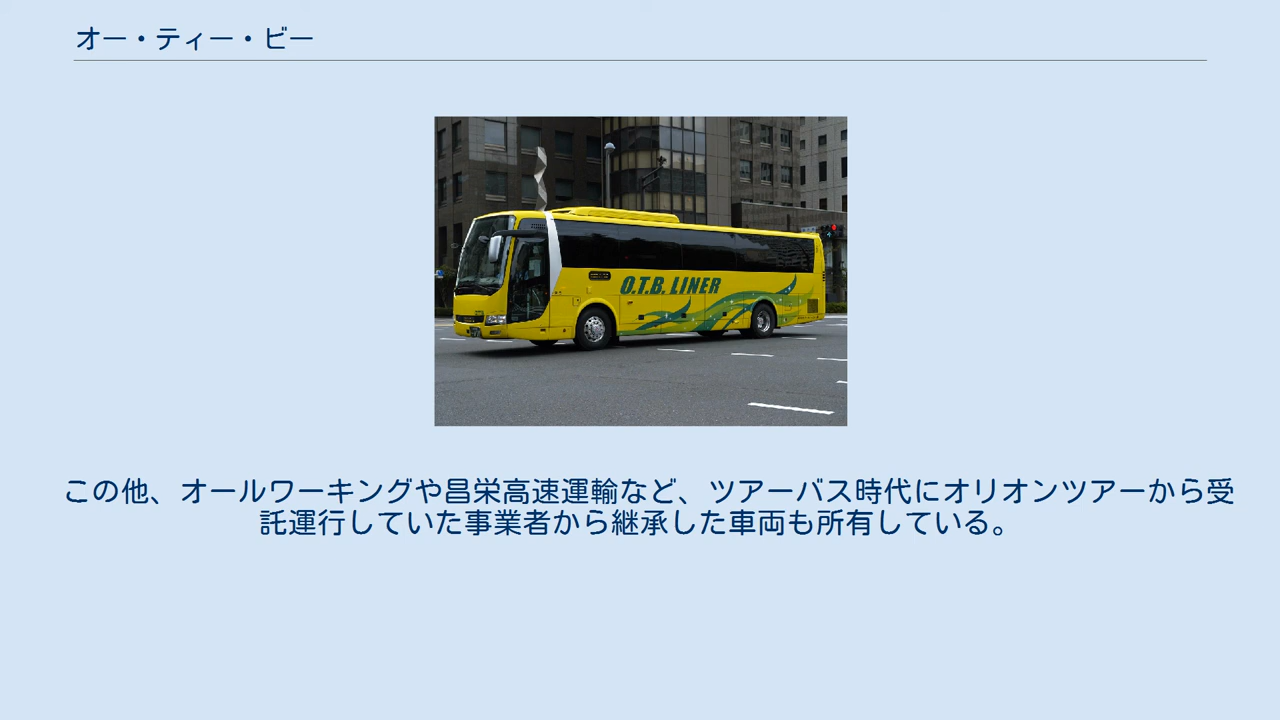 オー・ティー・ビー
O.T.B. LINER
この他、オールワーキングや昌栄高速運輸など、ツアーバス時代にオリオンツアーから受
託運行していた事業者から継承した車両も所有している。